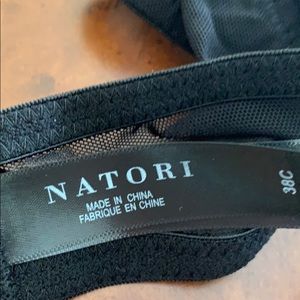 NATORI
MADE IN CHINA
FABRIQUE EN CHINE
38C